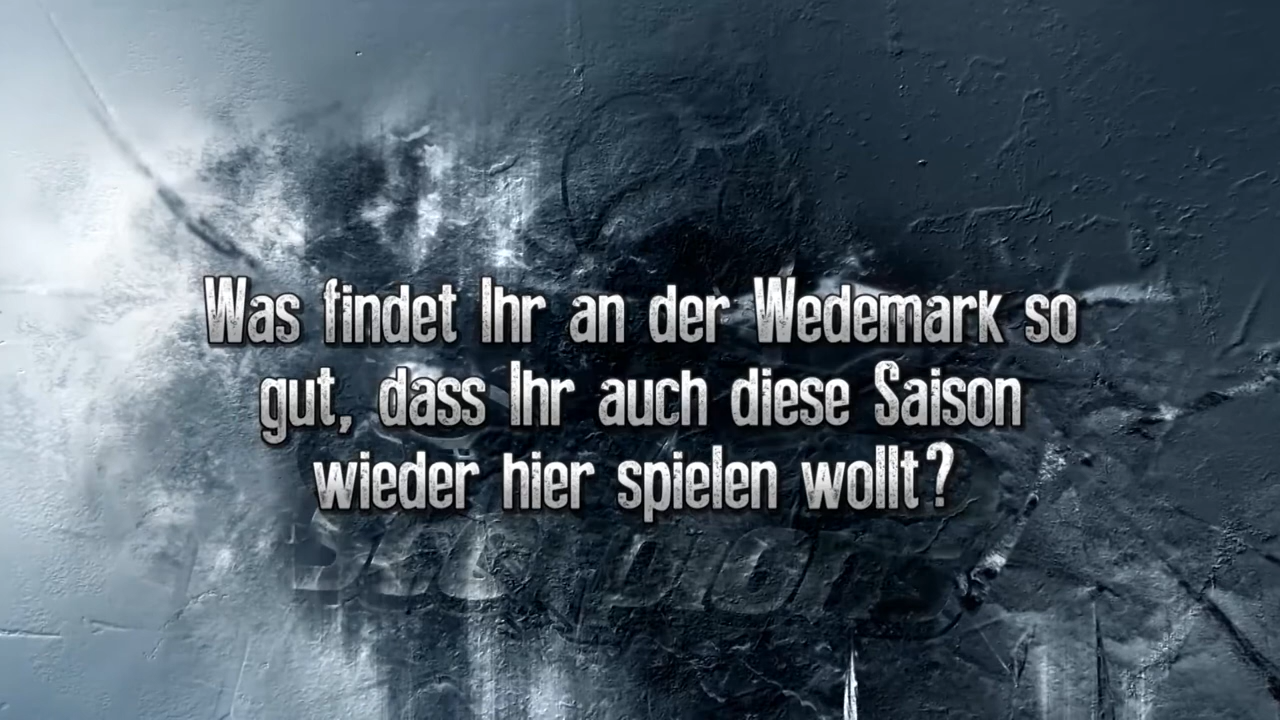 Was findet Ihr an der Wedemark so
gut, dass Ihr auch diese Saison
wieder hier spielen wollt?